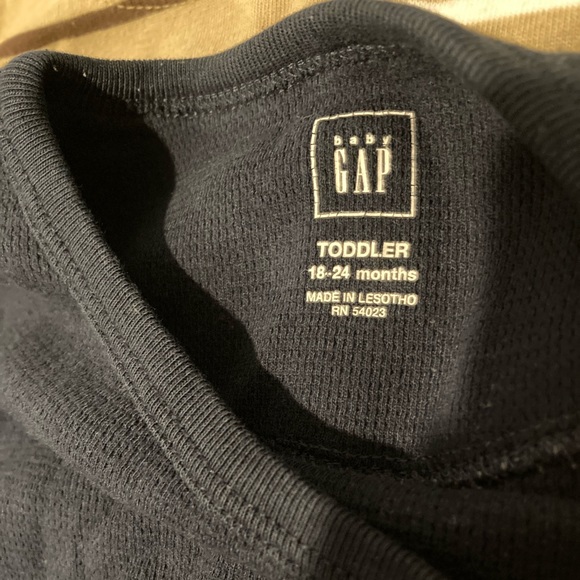 baby
GAP
TODDLER
18-24 months
MADE IN LESOTHO
RN 54023